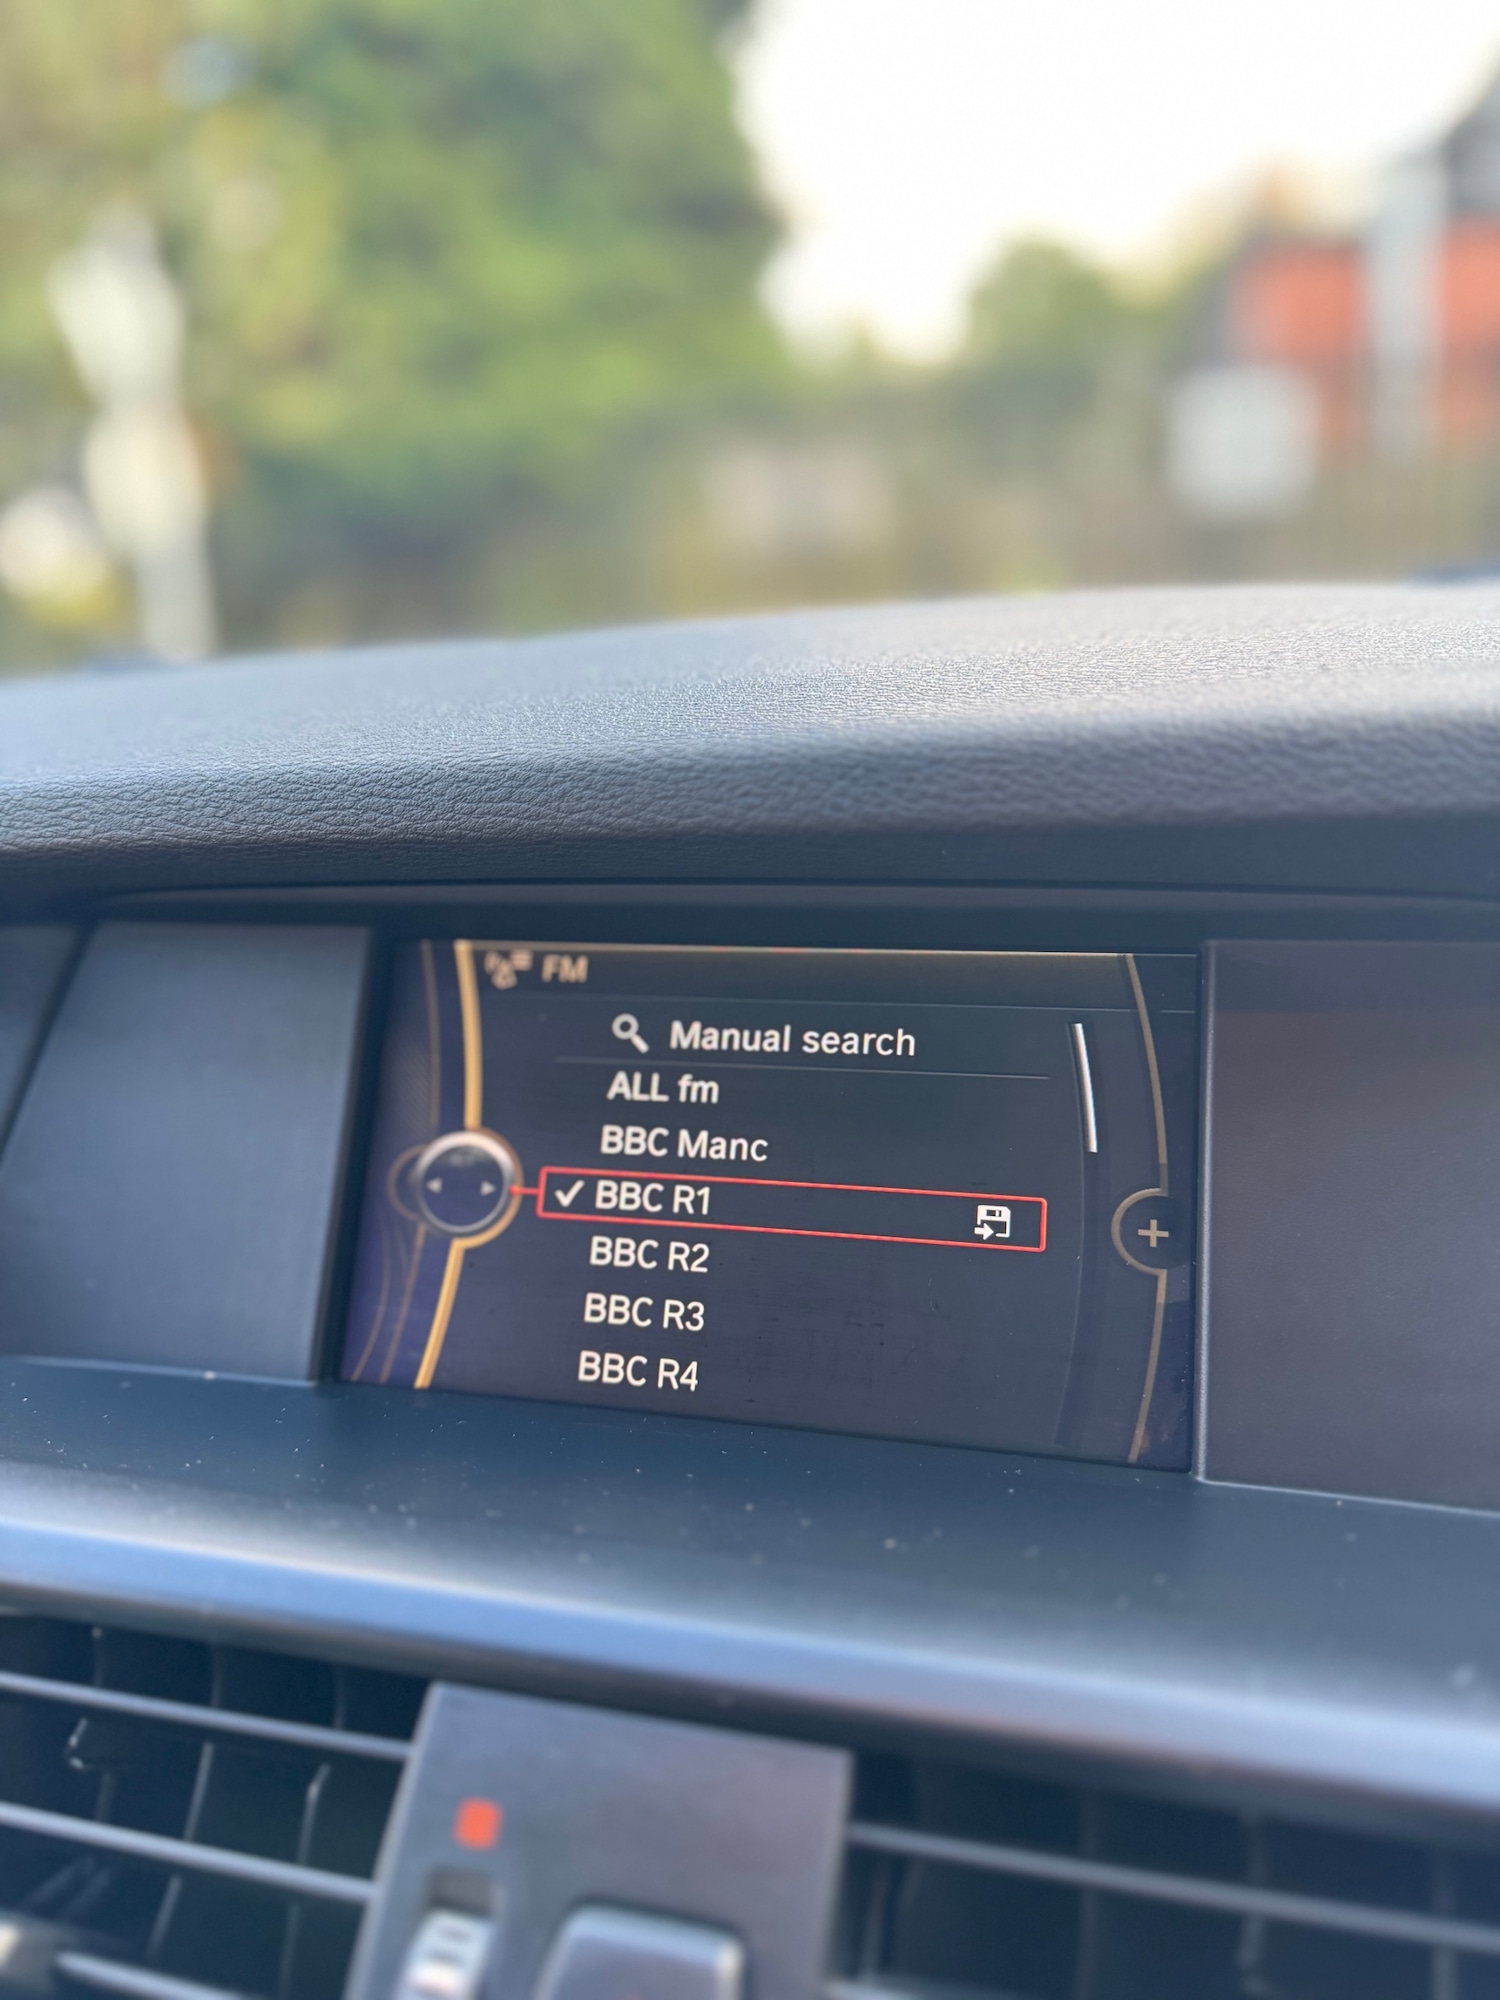 FM
Manual search
ALL fm
BBC Manc
BBC R1
BBC R2
BBC R3
BBC R4